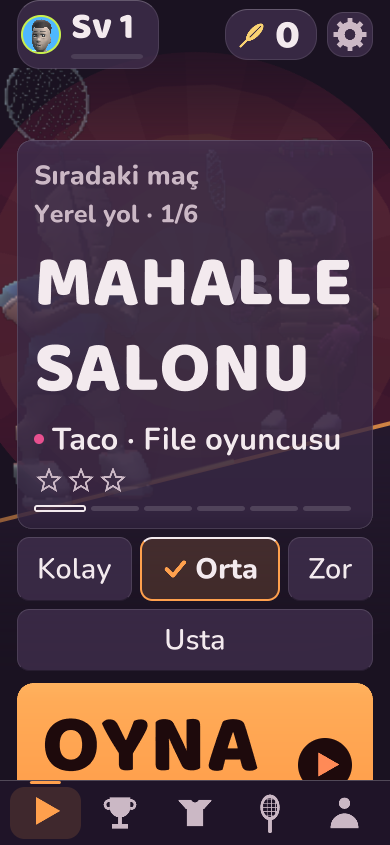 Sv 1
0
Sıradaki maç
Yerel yol · 1/6
MAHALLE
SALONU
Taco · File oyuncusu
Kolay
Orta
Zor
Usta
OYNA